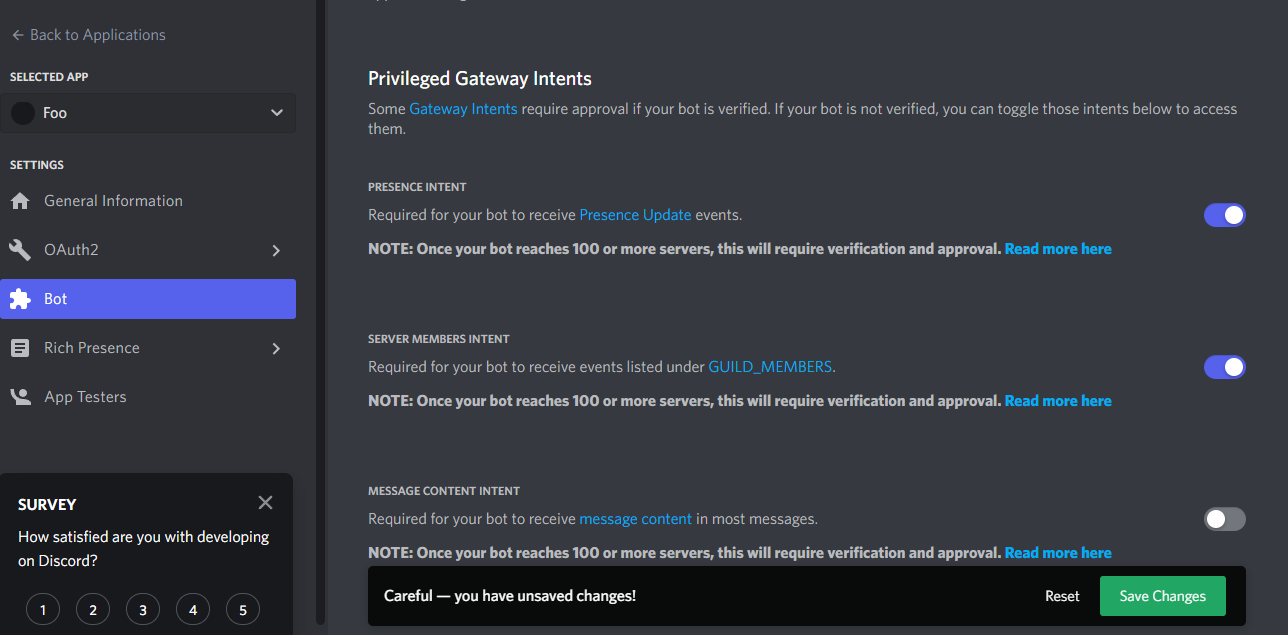 Back to Applications
SELECTED APP
Foo
SETTINGS
General Information
OAuth2
Bot
Rich Presence
App Testers
SURVEY
How satisfied are you with developing
on Discord?
1 2 3 4 5
Privileged Gateway Intents
Some Gateway Intents require approval if your bot is verified. If your bot is not verified, you can toggle those intents below to access
them.
PRESENCE INTENT
Required for your bot to receive Presence Update events.
NOTE: Once your bot reaches 100 or more servers, this will require verification and approval. Read more here
SERVER MEMBERS INTENT
Required for your bot to receive events listed under GUILD_MEMBERS.
NOTE: Once your bot reaches 100 or more servers, this will require verification and approval. Read more here
MESSAGE CONTENT INTENT
Required for your bot to receive message content in most messages.
NOTE: Once your bot reaches 100 or more servers, this will require verification and approval. Read more here
Careful — you have unsaved changes! Reset Save Changes